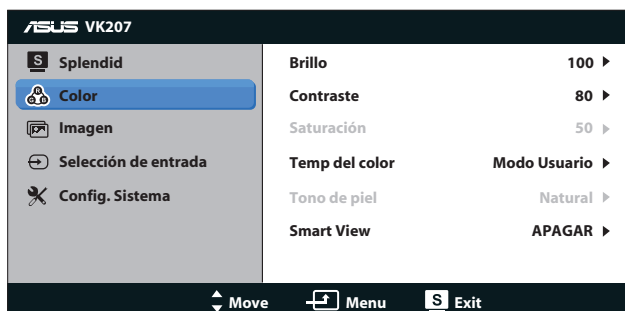 ASUS VK207
S Splendid
Color
Imagen
Selección de entrada
Config. Sistema
Brillo 100
Contraste 80
Saturación 50
Temp del color Modo Usuario
Tono de piel Natural
Smart View APAGAR
Move Menu S Exit